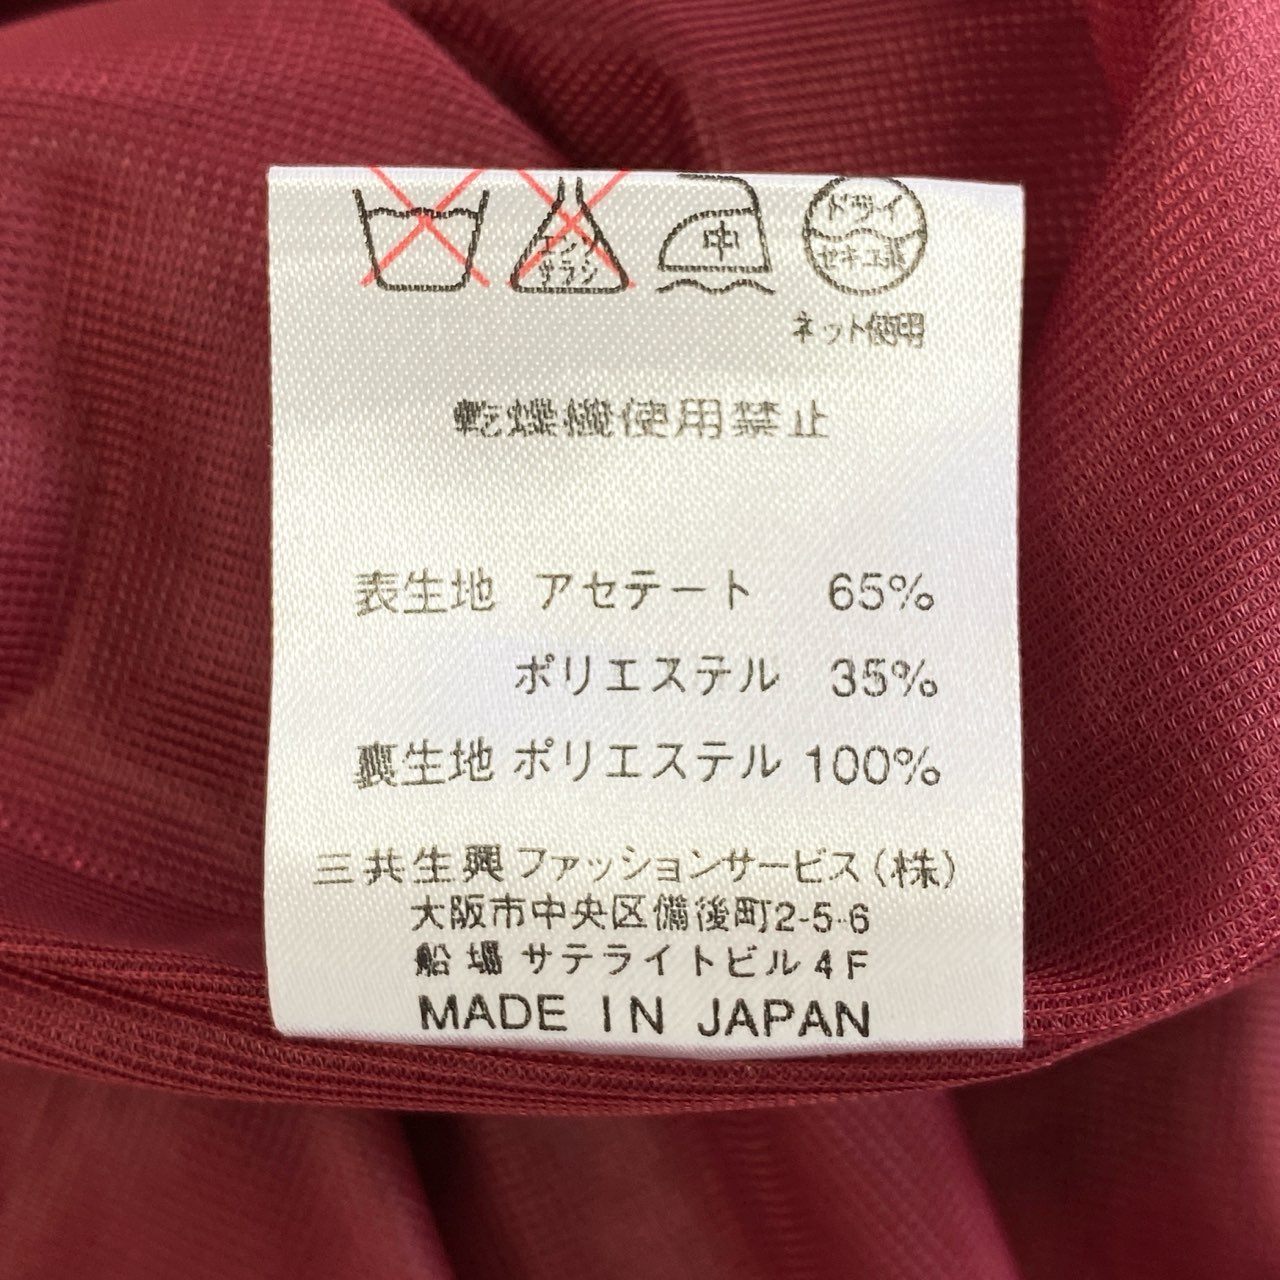 エンソ
サラシ
中
ドライ
セキユ系
ネット使用
乾燥機使用禁止
表生地 アセテート 65%
ポリエステル 35%
裏生地 ポリエステル 100%
三共生興ファッションサービス(株)
大阪市中央区備後町2-5-6
船場サテライトビル4F
MADE IN JAPAN